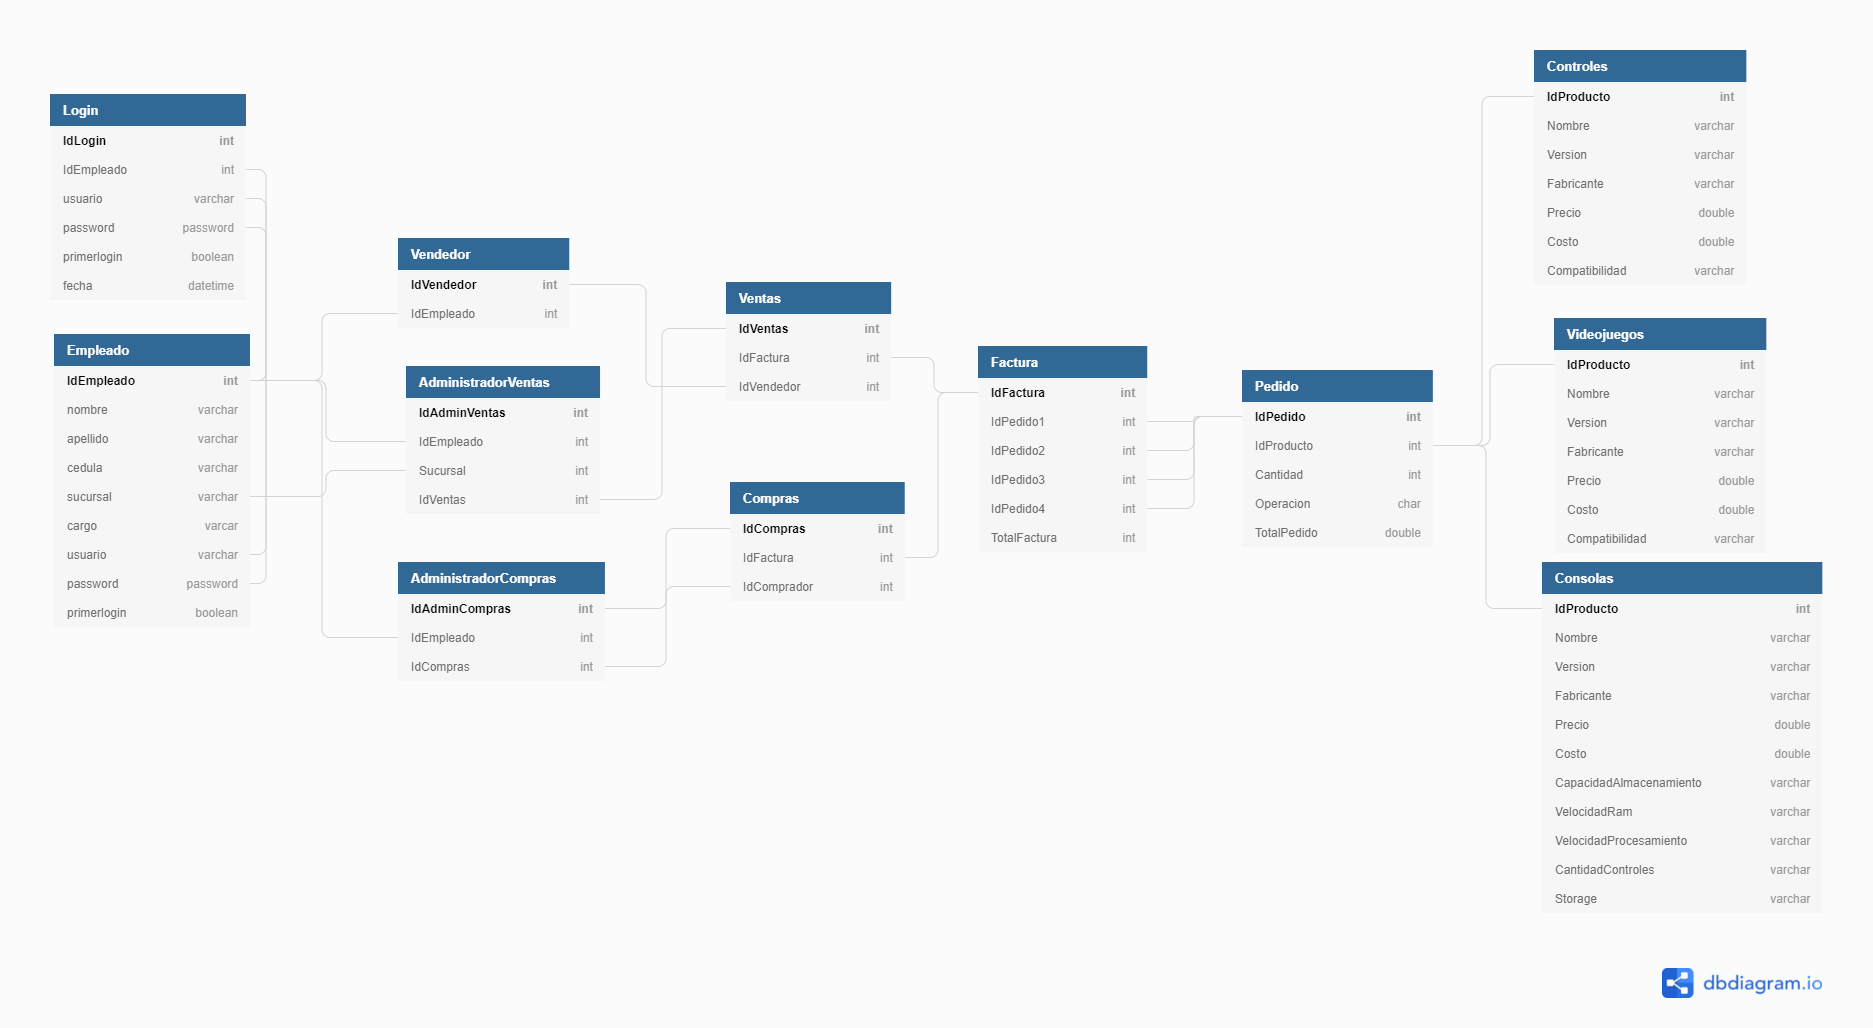 Login
IdLogin int
IdEmpleado int
usuario varchar
password password
primerlogin boolean
fecha datetime
Empleado
IdEmpleado int
nombre varchar
apellido varchar
cedula varchar
sucursal varchar
cargo varcar
usuario varchar
password password
primerlogin boolean
Vendedor
IdVendedor int
IdEmpleado int
AdministradorVentas
IdAdminVentas int
IdEmpleado int
Sucursal int
IdVentas int
AdministradorCompras
IdAdminCompras int
IdEmpleado int
IdCompras int
Ventas
IdVentas int
IdFactura int
IdVendedor int
Compras
IdCompras int
IdFactura int
IdComprador int
Factura
IdFactura int
IdPedido1 int
IdPedido2 int
IdPedido3 int
IdPedido4 int
TotalFactura int
Pedido
IdPedido int
IdProducto int
Cantidad int
Operacion char
TotalPedido double
Controles
IdProducto int
Nombre varchar
Version varchar
Fabricante varchar
Precio double
Costo double
Compatibilidad varchar
Videojuegos
IdProducto int
Nombre varchar
Version varchar
Fabricante varchar
Precio double
Costo double
Compatibilidad varchar
Consolas
IdProducto int
Nombre varchar
Version varchar
Fabricante varchar
Precio double
Costo double
CapacidadAlmacenamiento varchar
VelocidadRam varchar
VelocidadProcesamiento varchar
CantidadControles varchar
Storage varchar
dbdiagram.io